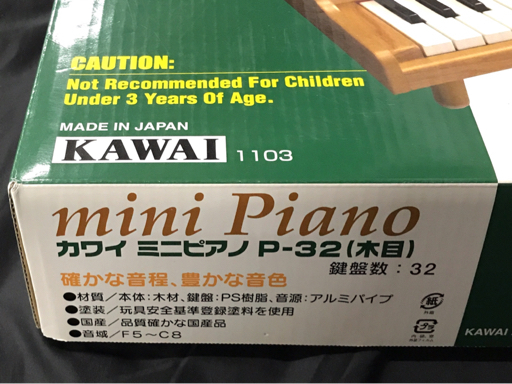 CAUTION:
Not Recommended For Children
Under 3 Years Of Age.
MADE IN JAPAN
KAWAI 1103
mini Piano
カワイ ミニピアノ P-32(木目)
鍵盤数:32
確かな音程、豊かな音色
●材質/本体:木材、鍵盤:PS樹脂、音源:アルミパイプ
●塗装/玩具安全基準登録塗料を使用
●国産/品質確かな国産品
●音域/F5~C8
紙
プラ
KAWAI